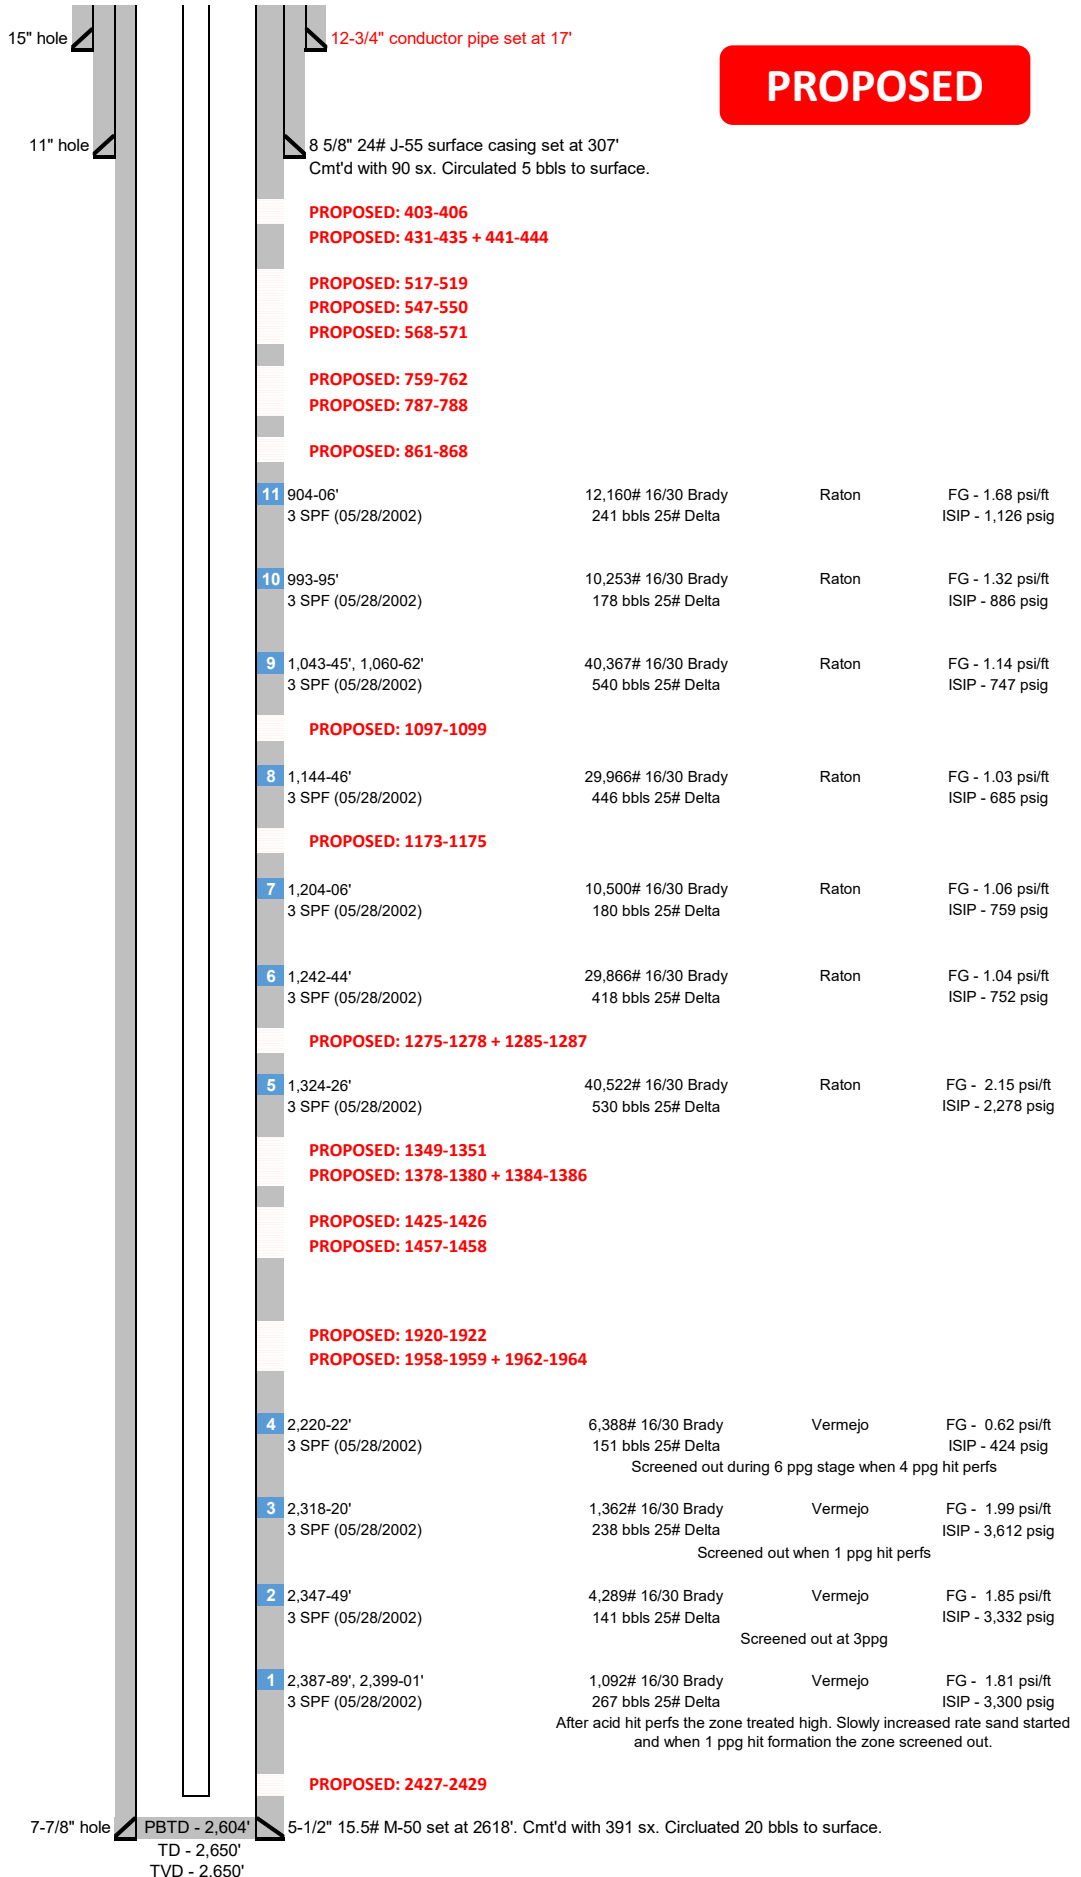 15" hole
12-3/4" conductor pipe set at 17'
PROPOSED
11" hole
8 5/8" 24# J-55 surface casing set at 307'
Cmt'd with 90 sx. Circulated 5 bbls to surface.
PROPOSED: 403-406
PROPOSED: 431-435 + 441-444
PROPOSED: 517-519
PROPOSED: 547-550
PROPOSED: 568-571
PROPOSED: 759-762
PROPOSED: 787-788
PROPOSED: 861-868
11 904-06' 12,160# 16/30 Brady Raton FG - 1.68 psi/ft
3 SPF (05/28/2002) 241 bbls 25# Delta ISIP - 1,126 psig
10 993-95' 10,253# 16/30 Brady Raton FG - 1.32 psi/ft
3 SPF (05/28/2002) 178 bbls 25# Delta ISIP - 886 psig
9 1,043-45', 1,060-62' 40,367# 16/30 Brady Raton FG - 1.14 psi/ft
3 SPF (05/28/2002) 540 bbls 25# Delta ISIP - 747 psig
PROPOSED: 1097-1099
8 1,144-46' 29,966# 16/30 Brady Raton FG - 1.03 psi/ft
3 SPF (05/28/2002) 446 bbls 25# Delta ISIP - 685 psig
PROPOSED: 1173-1175
7 1,204-06' 10,500# 16/30 Brady Raton FG - 1.06 psi/ft
3 SPF (05/28/2002) 180 bbls 25# Delta ISIP - 759 psig
6 1,242-44' 29,866# 16/30 Brady Raton FG - 1.04 psi/ft
3 SPF (05/28/2002) 418 bbls 25# Delta ISIP - 752 psig
PROPOSED: 1275-1278 + 1285-1287
5 1,324-26' 40,522# 16/30 Brady Raton FG - 2.15 psi/ft
3 SPF (05/28/2002) 530 bbls 25# Delta ISIP - 2,278 psig
PROPOSED: 1349-1351
PROPOSED: 1378-1380 + 1384-1386
PROPOSED: 1425-1426
PROPOSED: 1457-1458
PROPOSED: 1920-1922
PROPOSED: 1958-1959 + 1962-1964
4 2,220-22' 6,388# 16/30 Brady Vermejo FG - 0.62 psi/ft
3 SPF (05/28/2002) 151 bbls 25# Delta ISIP - 424 psig
Screened out during 6 ppg stage when 4 ppg hit perfs
3 2,318-20' 1,362# 16/30 Brady Vermejo FG - 1.99 psi/ft
3 SPF (05/28/2002) 238 bbls 25# Delta ISIP - 3,612 psig
Screened out when 1 ppg hit perfs
2 2,347-49' 4,289# 16/30 Brady Vermejo FG - 1.85 psi/ft
3 SPF (05/28/2002) 141 bbls 25# Delta ISIP - 3,332 psig
Screened out at 3ppg
1 2,387-89', 2,399-01' 1,092# 16/30 Brady Vermejo FG - 1.81 psi/ft
3 SPF (05/28/2002) 267 bbls 25# Delta ISIP - 3,300 psig
After acid hit perfs the zone treated high. Slowly increased rate sand started
and when 1 ppg hit formation the zone screened out.
PROPOSED: 2427-2429
7-7/8" hole PBTD - 2,604' 5-1/2" 15.5# M-50 set at 2618'. Cmt'd with 391 sx. Circluated 20 bbls to surface.
TD - 2,650'
TVD - 2,650'